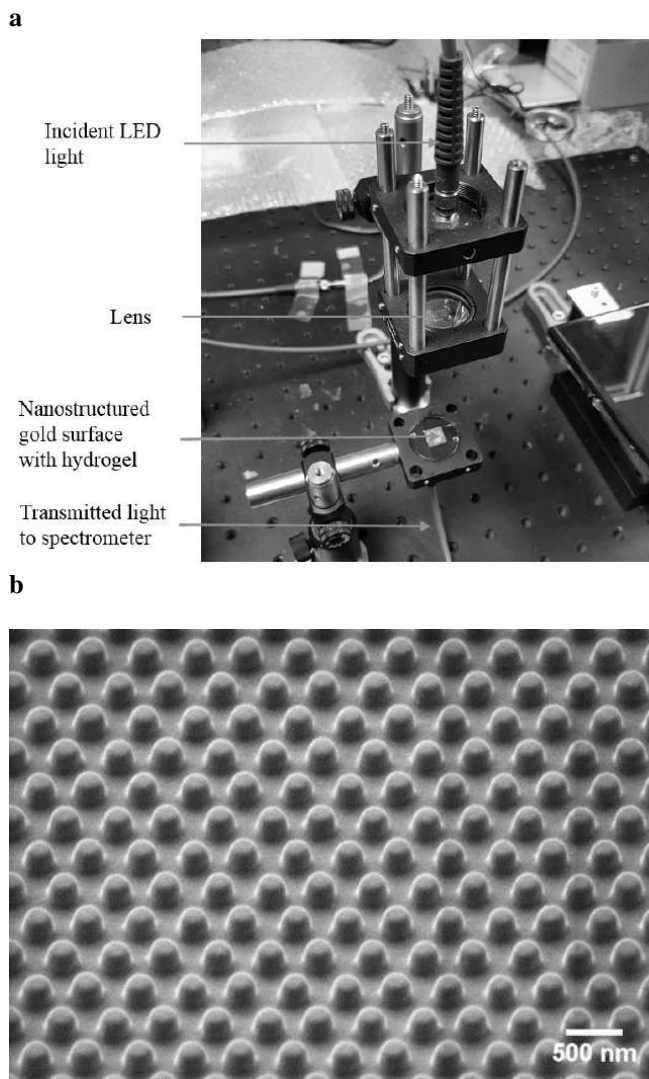 a
Incident LED
light
Lens
Nanostructured
gold surface
with hydrogel
Transmitted light
to spectrometer
b
500 nm